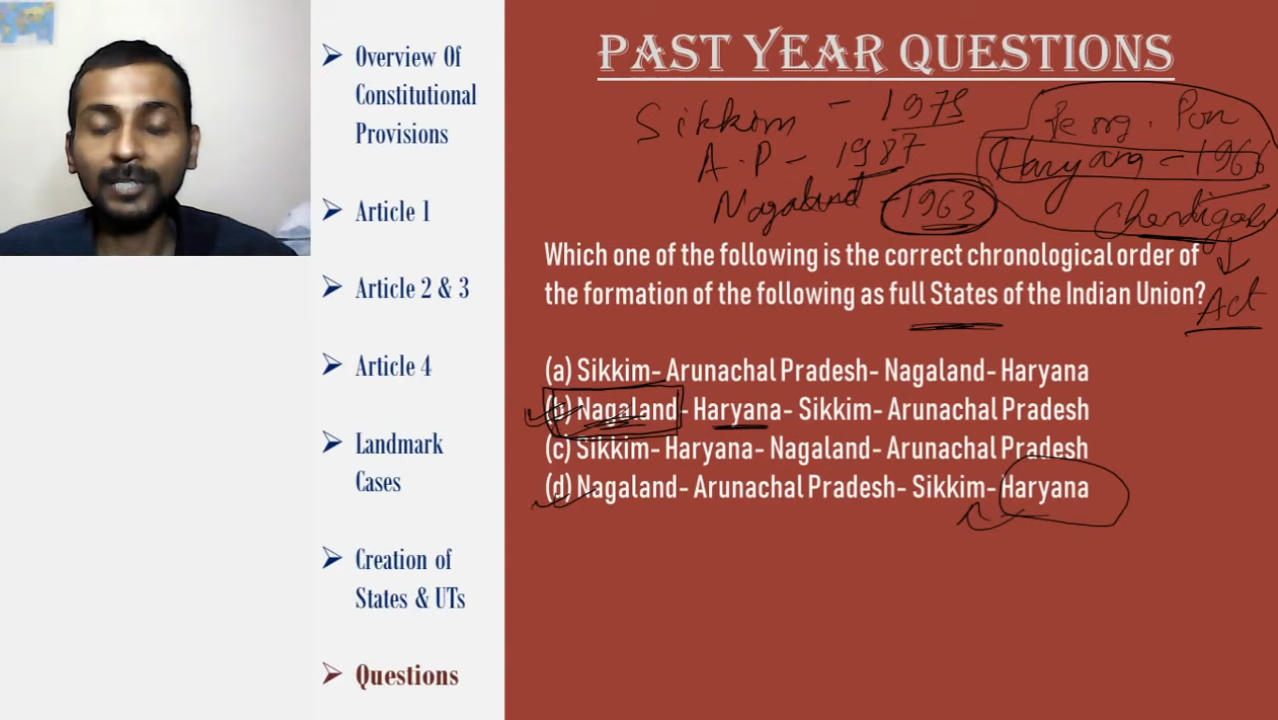 Overview Of
Constitutional
Provisions
Article 1
Article 2 & 3
Article 4
Landmark
Cases
Creation of
States & UTs
Questions
PAST YEAR QUESTIONS
Sikkim - 1975
A.P - 1987
Nagaland - 1963
Re org. Pun
Haryana - 1966
Chandigarh
Act
Which one of the following is the correct chronological order of
the formation of the following as full States of the Indian Union?
(a) Sikkim- Arunachal Pradesh- Nagaland- Haryana
(b) Nagaland- Haryana- Sikkim- Arunachal Pradesh
(c) Sikkim- Haryana- Nagaland- Arunachal Pradesh
(d) Nagaland- Arunachal Pradesh- Sikkim- Haryana